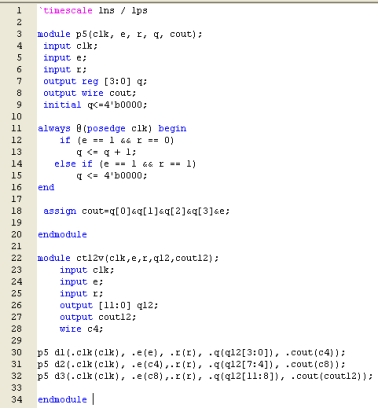 1 `timescale 1ns / 1ps
2
3 module p5(clk, e, r, q, cout);
4 input clk;
5 input e;
6 input r;
7 output reg [3:0] q;
8 output wire cout;
9 initial q<=4'b0000;
10
11 always @(posedge clk) begin
12 if (e == 1 && r == 0)
13 q <= q + 1;
14 else if (e == 1 && r == 1)
15 q <= 4'b0000;
16 end
17
18 assign cout=q[0]&q[1]&q[2]&q[3]&e;
19
20 endmodule
21
22 module ct12v(clk,e,r,q12,cout12);
23 input clk;
24 input e;
25 input r;
26 output [11:0] q12;
27 output cout12;
28 wire c4;
29
30 p5 d1(.clk(clk), .e(e), .r(r), .q(q12[3:0]), .cout(c4));
31 p5 d2(.clk(clk), .e(c4),.r(r), .q(q12[7:4]), .cout(c8));
32 p5 d3(.clk(clk), .e(c8),.r(r), .q(q12[11:8]), .cout(cout12));
33
34 endmodule